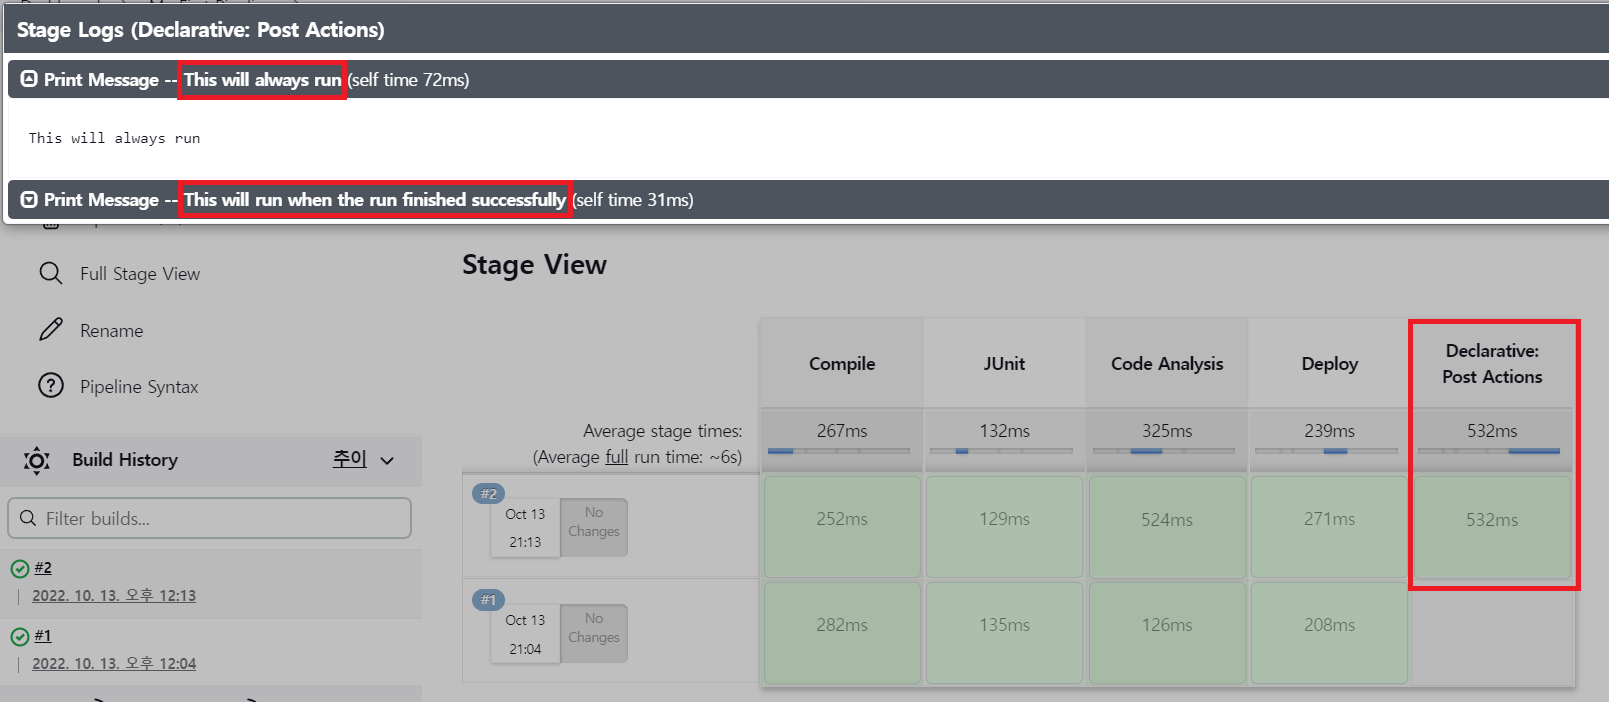 Stage Logs (Declarative: Post Actions)
Print Message -- This will always run (self time 72ms)
This will always run
Print Message -- This will run when the run finished successfully (self time 31ms)
Full Stage View
Rename
Pipeline Syntax
Build History 추이
Filter builds...
#2
2022. 10. 13. 오후 12:13
#1
2022. 10. 13. 오후 12:04
Stage View
Compile JUnit Code Analysis Deploy Declarative: Post Actions
Average stage times: 267ms 132ms 325ms 239ms 532ms
(Average full run time: ~6s)
#2
Oct 13
21:13
No
Changes
252ms 129ms 524ms 271ms 532ms
#1
Oct 13
21:04
No
Changes
282ms 135ms 126ms 208ms